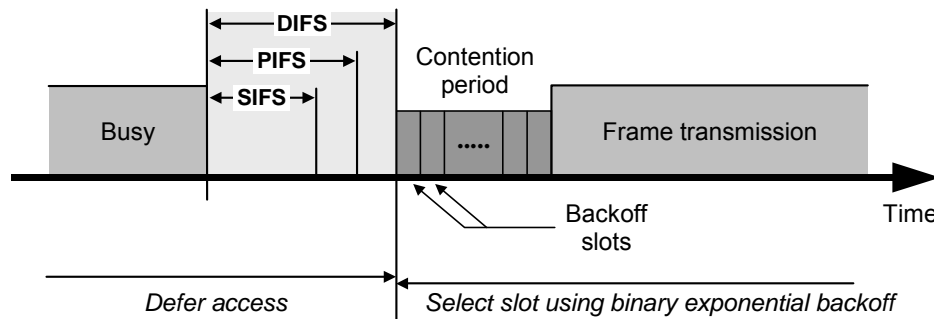 DIFS
PIFS
SIFS
Contention
period
Busy
.....
Frame transmission
Backoff
slots
Time
Defer access
Select slot using binary exponential backoff